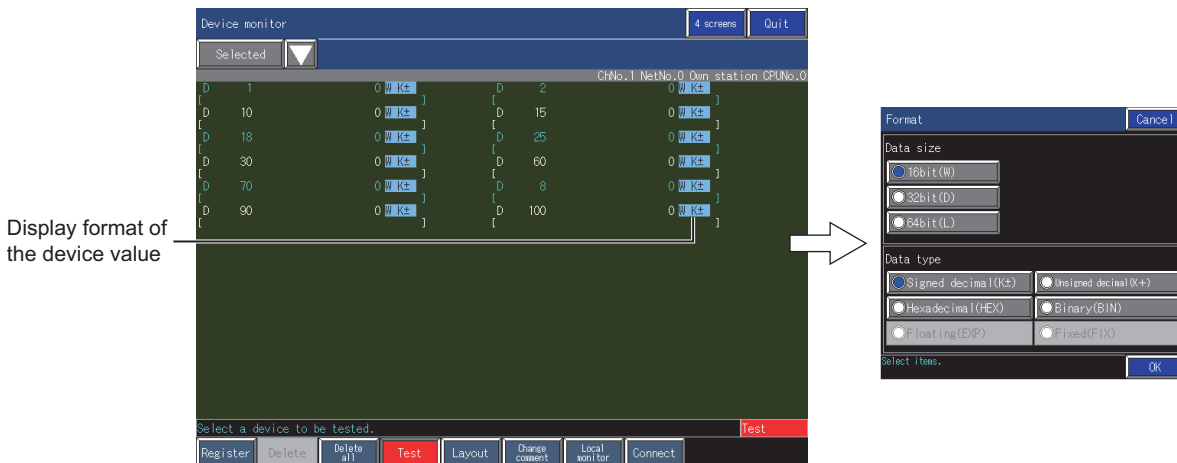 Device monitor
4 screens
Quit
Selected
ChNo.1 NetNo.0 Own station CPUNo.0
D 1 0 W K± D 2 0 W K±
[ ] [ ]
D 10 0 W K± D 15 0 W K±
[ ] [ ]
D 18 0 W K± D 25 0 W K±
[ ] [ ]
D 30 0 W K± D 60 0 W K±
[ ] [ ]
D 70 0 W K± D 8 0 W K±
[ ] [ ]
D 90 0 W K± D 100 0 W K±
[ ] [ ]
Select a device to be tested.
Test
Register
Delete
Delete
all
Test
Layout
Change
comment
Local
monitor
Connect
Display format of
the device value
Format
Cancel
Data size
16bit(W)
32bit(D)
64bit(L)
Data type
Signed decimal(K±)
Unsigned decimal(K+)
Hexadecimal(HEX)
Binary(BIN)
Floating(EXP)
Fixed(FIX)
Select items.
OK